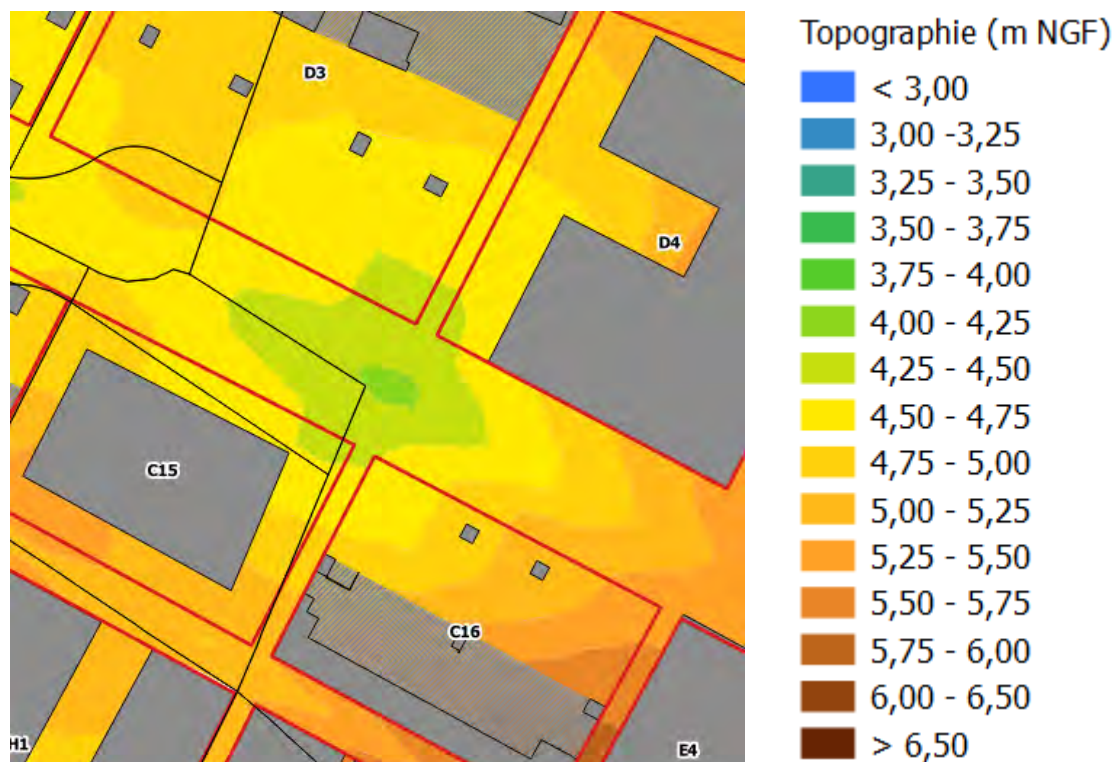 D3
D4
C15
C16
H1
E4
Topographie (m NGF)
< 3,00
3,00 -3,25
3,25 - 3,50
3,50 - 3,75
3,75 - 4,00
4,00 - 4,25
4,25 - 4,50
4,50 - 4,75
4,75 - 5,00
5,00 - 5,25
5,25 - 5,50
5,50 - 5,75
5,75 - 6,00
6,00 - 6,50
> 6,50